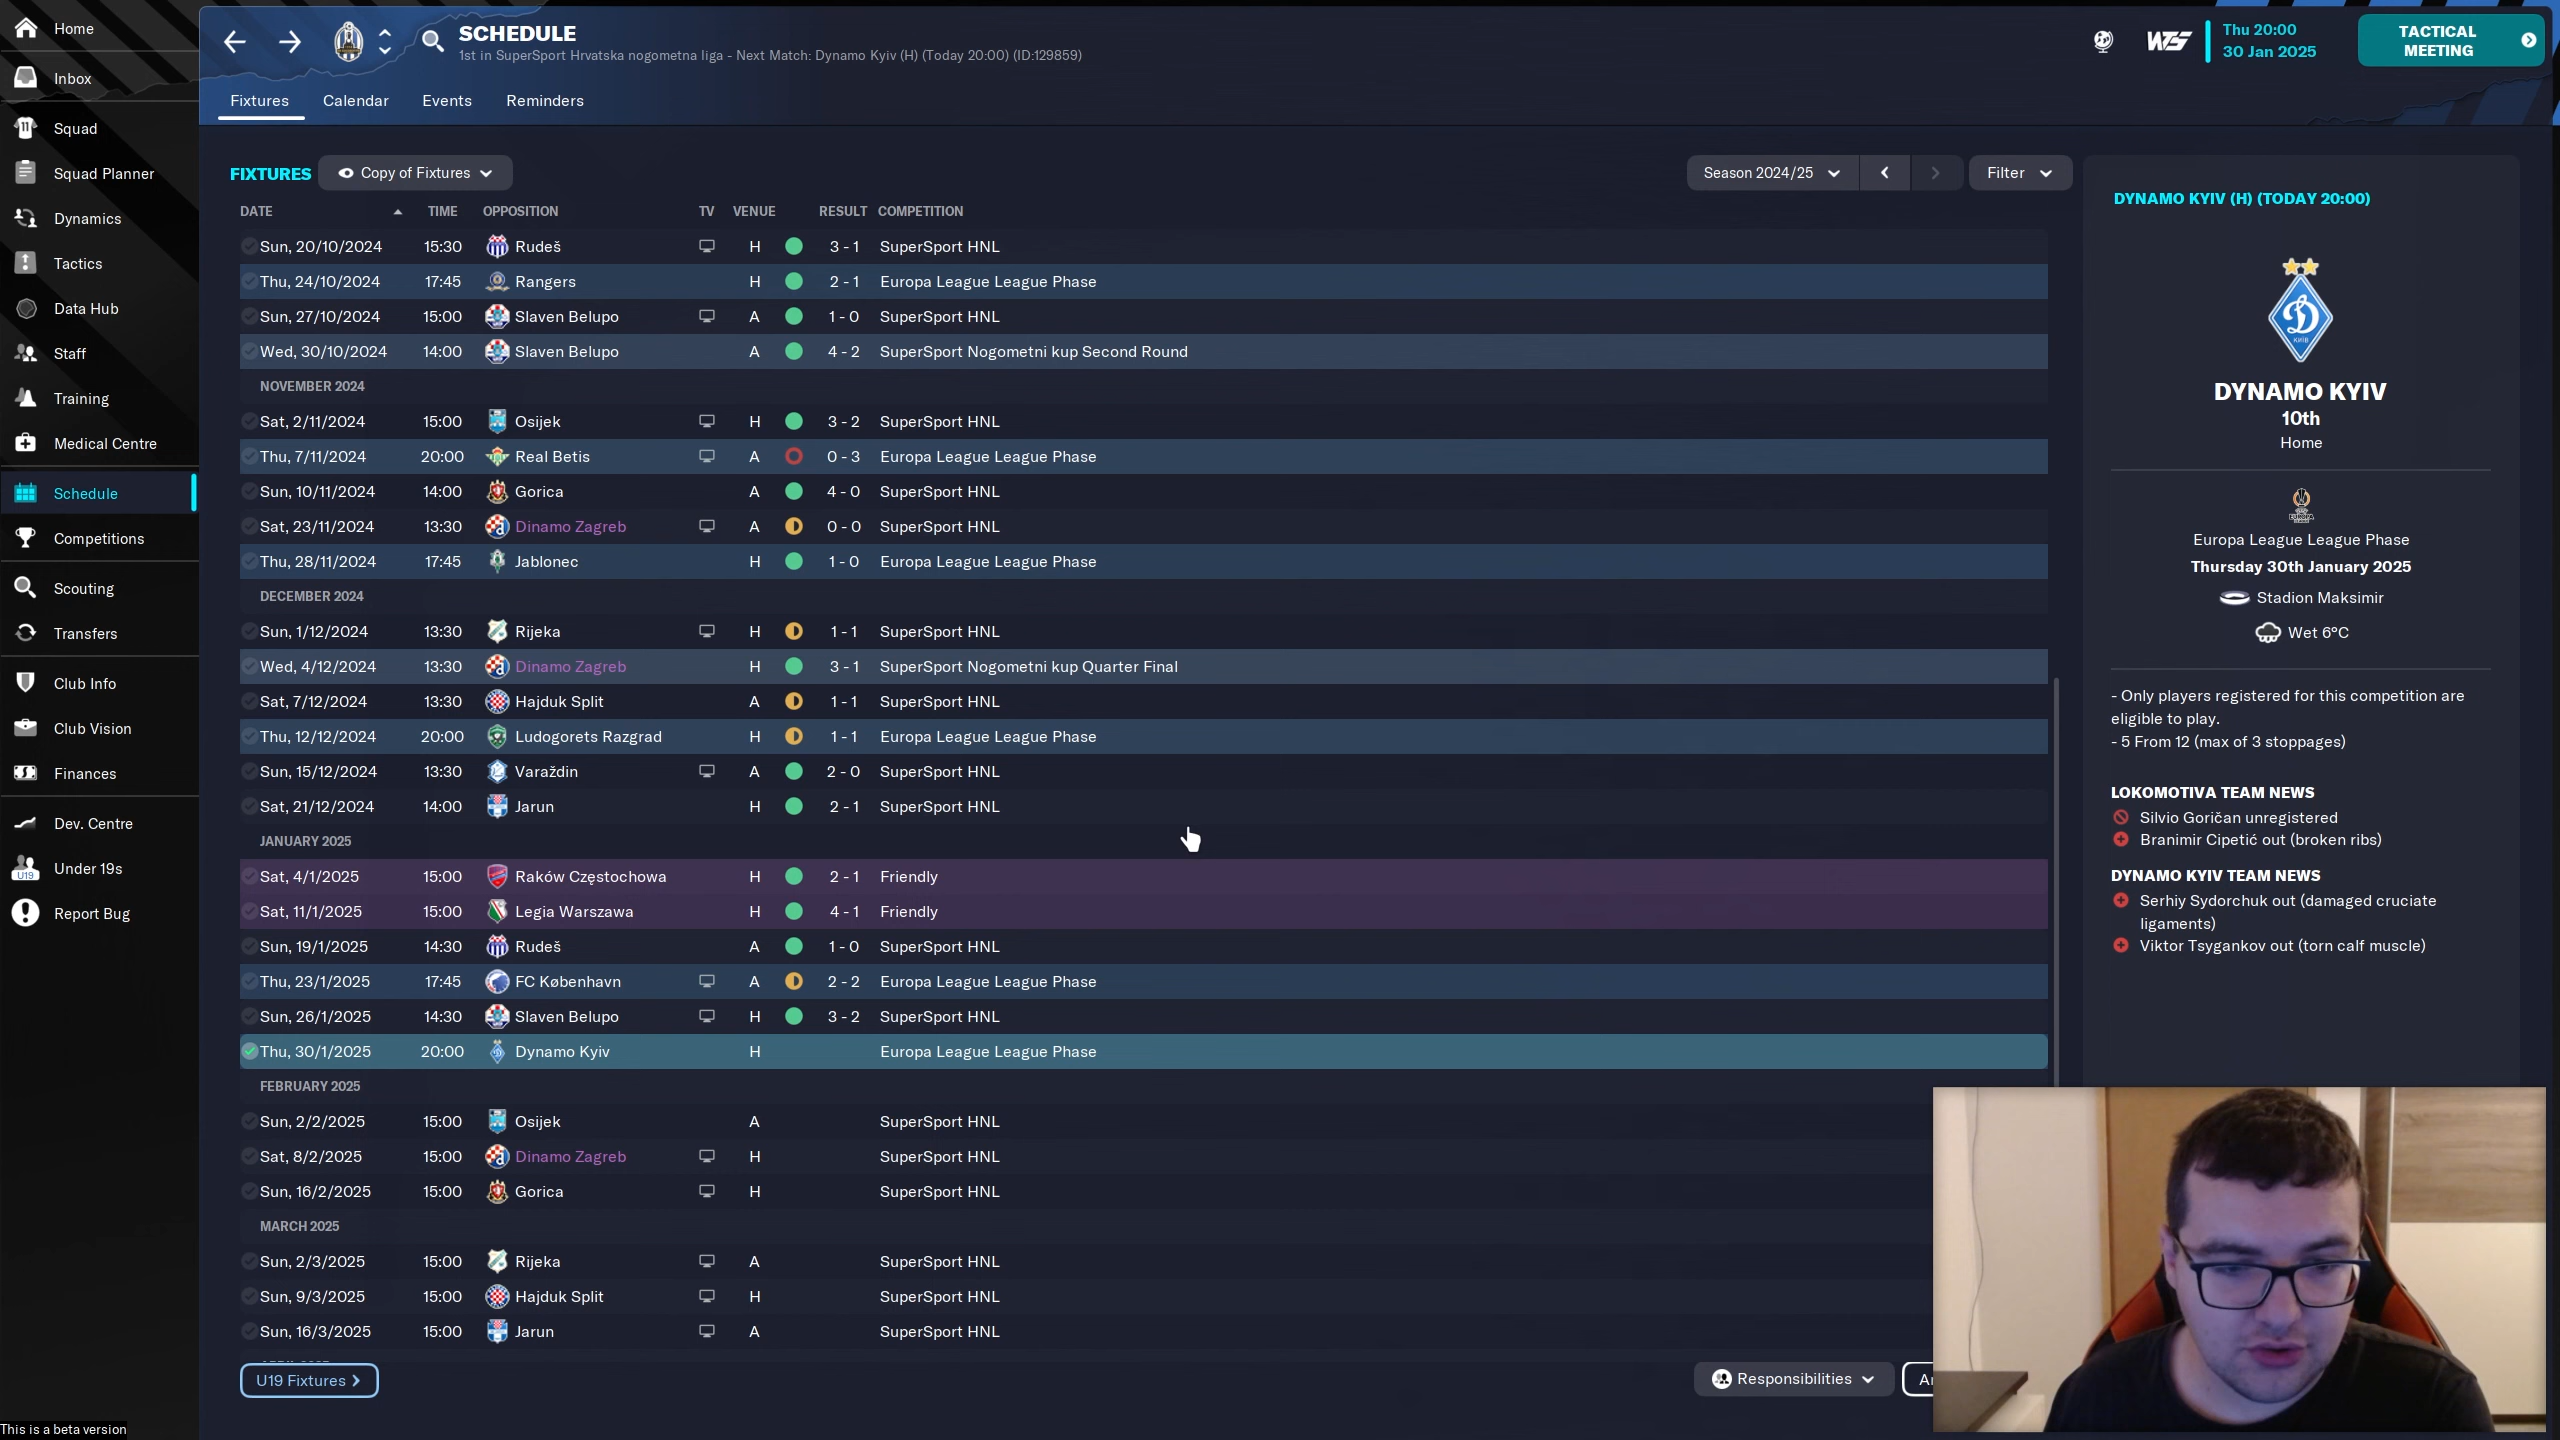 Home
Inbox
Squad
Squad Planner
Dynamics
Tactics
Data Hub
Staff
Training
Medical Centre
Schedule
Competitions
Scouting
Transfers
Club Info
Club Vision
Finances
Dev. Centre
Under 19s
Report Bug
This is a beta version
SCHEDULE
1st in SuperSport Hrvatska nogometna liga - Next Match: Dynamo Kyiv (H) (Today 20:00) (ID:129859)
Thu 20:00
30 Jan 2025
TACTICAL
MEETING
Fixtures Calendar Events Reminders
FIXTURES Copy of Fixtures Season 2024/25 Filter
DATE TIME OPPOSITION TV VENUE RESULT COMPETITION
Sun, 20/10/2024 15:30 Rudeš H 3 - 1 SuperSport HNL
Thu, 24/10/2024 17:45 Rangers H 2 - 1 Europa League League Phase
Sun, 27/10/2024 15:00 Slaven Belupo A 1 - 0 SuperSport HNL
Wed, 30/10/2024 14:00 Slaven Belupo A 4 - 2 SuperSport Nogometni kup Second Round
NOVEMBER 2024
Sat, 2/11/2024 15:00 Osijek H 3 - 2 SuperSport HNL
Thu, 7/11/2024 20:00 Real Betis A 0 - 3 Europa League League Phase
Sun, 10/11/2024 14:00 Gorica A 4 - 0 SuperSport HNL
Sat, 23/11/2024 13:30 Dinamo Zagreb A 0 - 0 SuperSport HNL
Thu, 28/11/2024 17:45 Jablonec H 1 - 0 Europa League League Phase
DECEMBER 2024
Sun, 1/12/2024 13:30 Rijeka H 1 - 1 SuperSport HNL
Wed, 4/12/2024 13:30 Dinamo Zagreb H 3 - 1 SuperSport Nogometni kup Quarter Final
Sat, 7/12/2024 13:30 Hajduk Split A 1 - 1 SuperSport HNL
Thu, 12/12/2024 20:00 Ludogorets Razgrad H 1 - 1 Europa League League Phase
Sun, 15/12/2024 13:30 Varaždin A 2 - 0 SuperSport HNL
Sat, 21/12/2024 14:00 Jarun H 2 - 1 SuperSport HNL
JANUARY 2025
Sat, 4/1/2025 15:00 Raków Częstochowa H 2 - 1 Friendly
Sat, 11/1/2025 15:00 Legia Warszawa H 4 - 1 Friendly
Sun, 19/1/2025 14:30 Rudeš A 1 - 0 SuperSport HNL
Thu, 23/1/2025 17:45 FC København A 2 - 2 Europa League League Phase
Sun, 26/1/2025 14:30 Slaven Belupo H 3 - 2 SuperSport HNL
Thu, 30/1/2025 20:00 Dynamo Kyiv H Europa League League Phase
FEBRUARY 2025
Sun, 2/2/2025 15:00 Osijek A SuperSport HNL
Sat, 8/2/2025 15:00 Dinamo Zagreb H SuperSport HNL
Sun, 16/2/2025 15:00 Gorica H SuperSport HNL
MARCH 2025
Sun, 2/3/2025 15:00 Rijeka A SuperSport HNL
Sun, 9/3/2025 15:00 Hajduk Split H SuperSport HNL
Sun, 16/3/2025 15:00 Jarun A SuperSport HNL
U19 Fixtures Responsibilities
DYNAMO KYIV (H) (TODAY 20:00)
DYNAMO KYIV
10th
Home
Europa League League Phase
Thursday 30th January 2025
Stadion Maksimir
Wet 6°C
- Only players registered for this competition are
eligible to play.
- 5 From 12 (max of 3 stoppages)
LOKOMOTIVA TEAM NEWS
Silvio Goričan unregistered
Branimir Cipetić out (broken ribs)
DYNAMO KYIV TEAM NEWS
Serhiy Sydorchuk out (damaged cruciate
ligaments)
Viktor Tsygankov out (torn calf muscle)